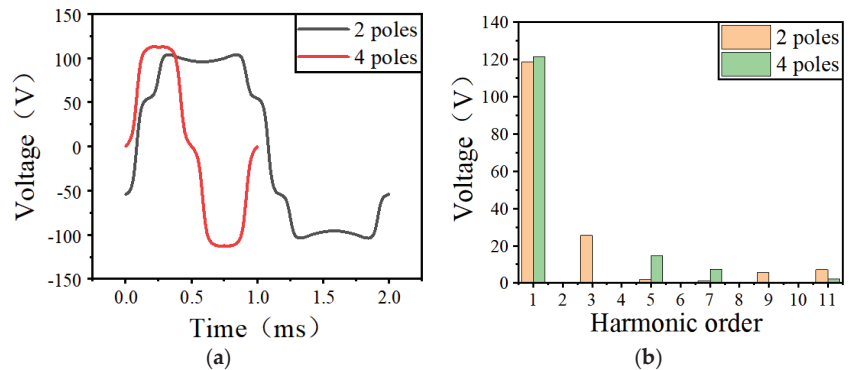 2 poles
4 poles
150
100
50
0
-50
-100
-150
Voltage（V）
0.0 0.5 1.0 1.5 2.0
Time（ms）
(a)
2 poles
4 poles
140
120
100
80
60
40
20
0
Voltage（V）
1 2 3 4 5 6 7 8 9 10 11
Harmonic order
(b)